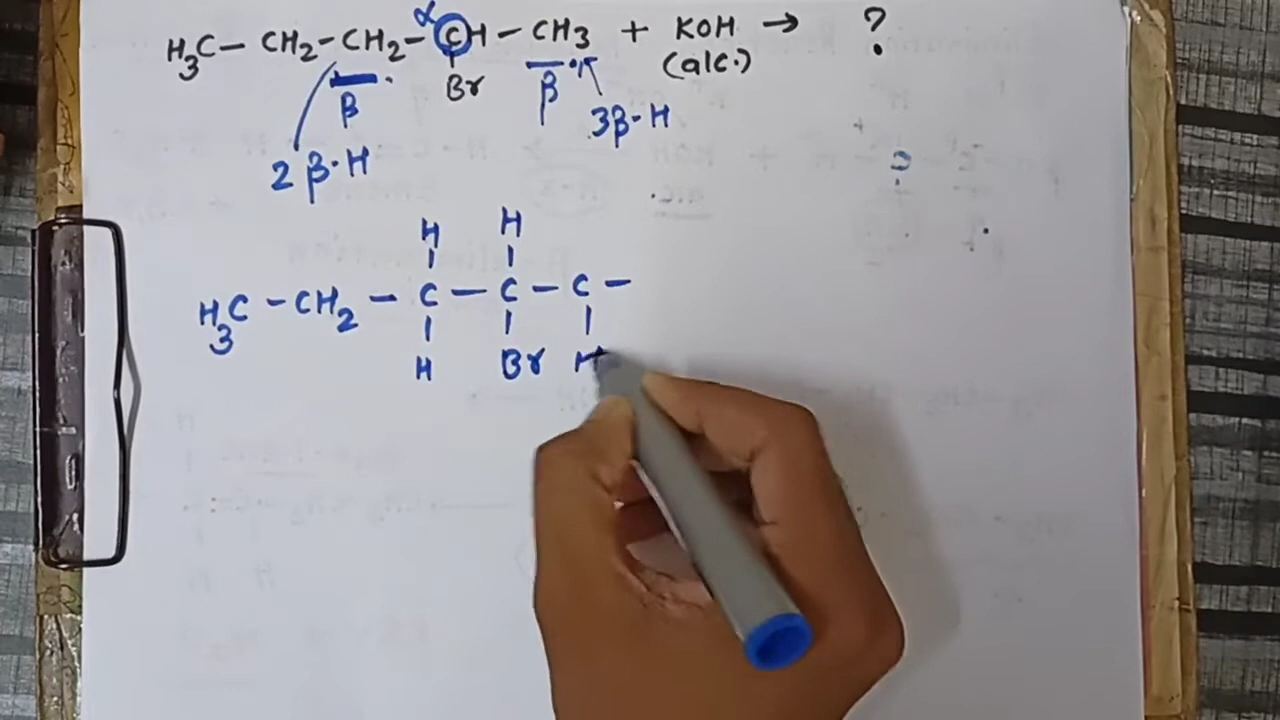 H3C – CH2 – CH2 – CH – CH3 + KOH → ?
α
Br (alc.)
β β
2 β·H 3β·H
H H
H3C – CH2 – C – C – C –
H Br H